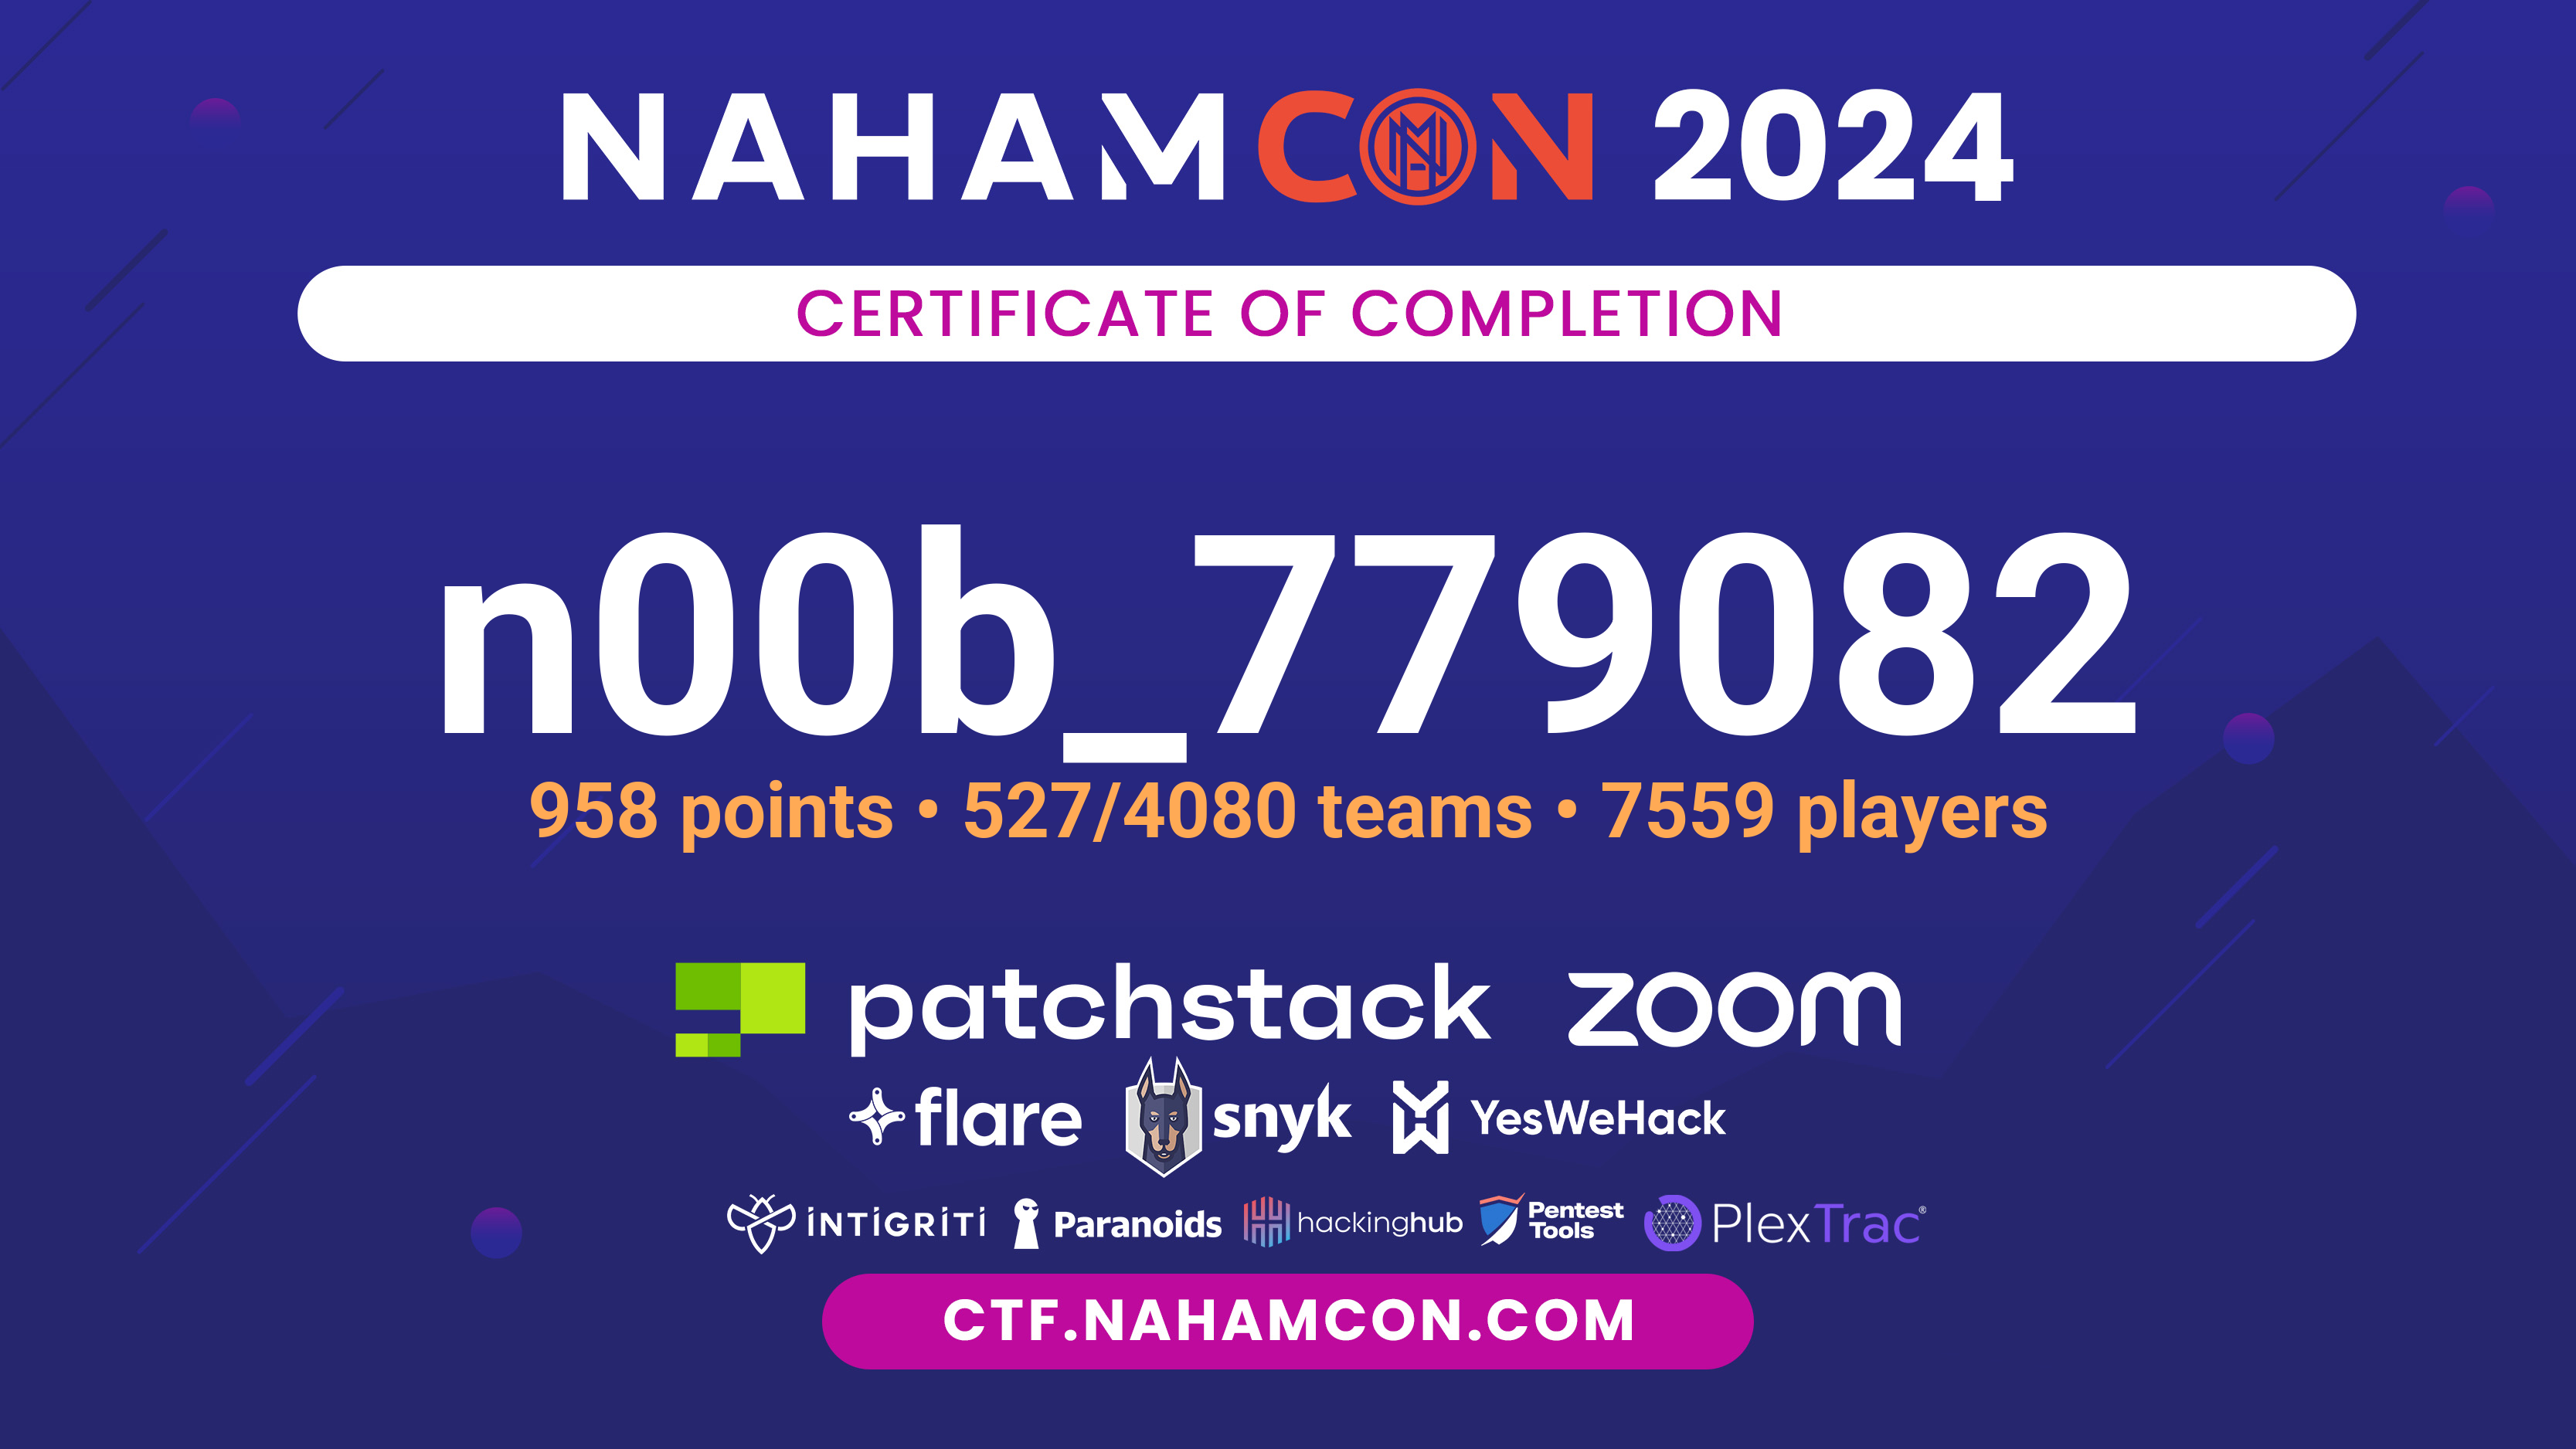 NAHAMCON 2024
CERTIFICATE OF COMPLETION
n00b_779082
958 points • 527/4080 teams • 7559 players
patchstack zoom
flare snyk YesWeHack
INTIGRITI Paranoids hackinghub Pentest Tools PlexTrac®
CTF.NAHAMCON.COM